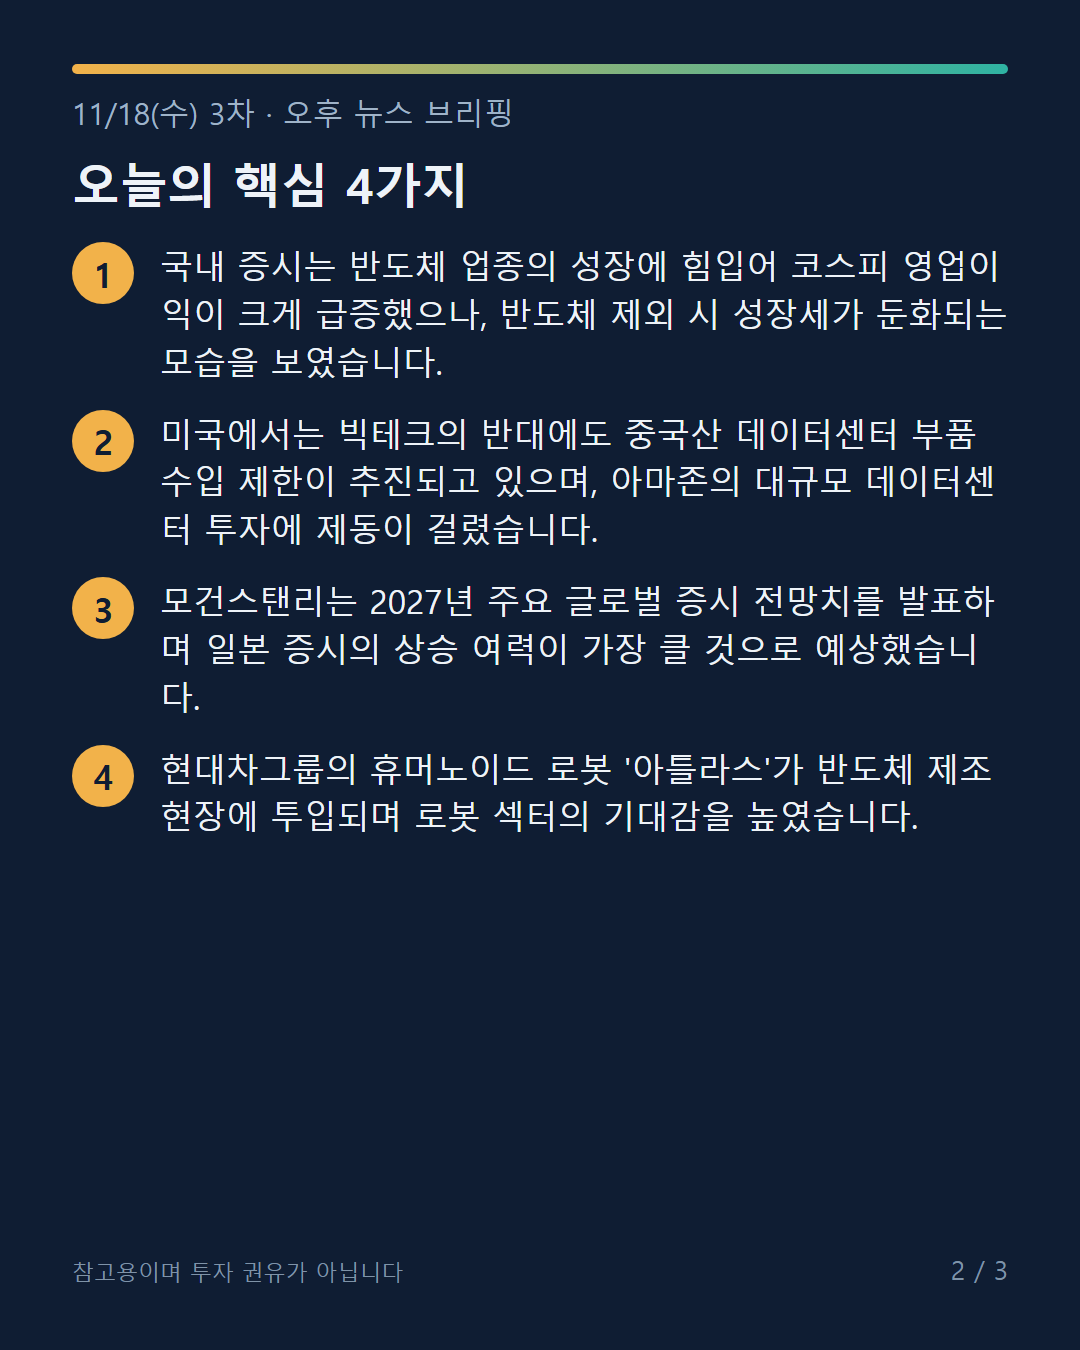 11/18(수) 3차 · 오후 뉴스 브리핑
오늘의 핵심 4가지
1
국내 증시는 반도체 업종의 성장에 힘입어 코스피 영업이
익이 크게 급증했으나, 반도체 제외 시 성장세가 둔화되는
모습을 보였습니다.
2
미국에서는 빅테크의 반대에도 중국산 데이터센터 부품
수입 제한이 추진되고 있으며, 아마존의 대규모 데이터센
터 투자에 제동이 걸렸습니다.
3
모건스탠리는 2027년 주요 글로벌 증시 전망치를 발표하
며 일본 증시의 상승 여력이 가장 클 것으로 예상했습니
다.
4
현대차그룹의 휴머노이드 로봇 '아틀라스'가 반도체 제조
현장에 투입되며 로봇 섹터의 기대감을 높였습니다.
참고용이며 투자 권유가 아닙니다
2 / 3